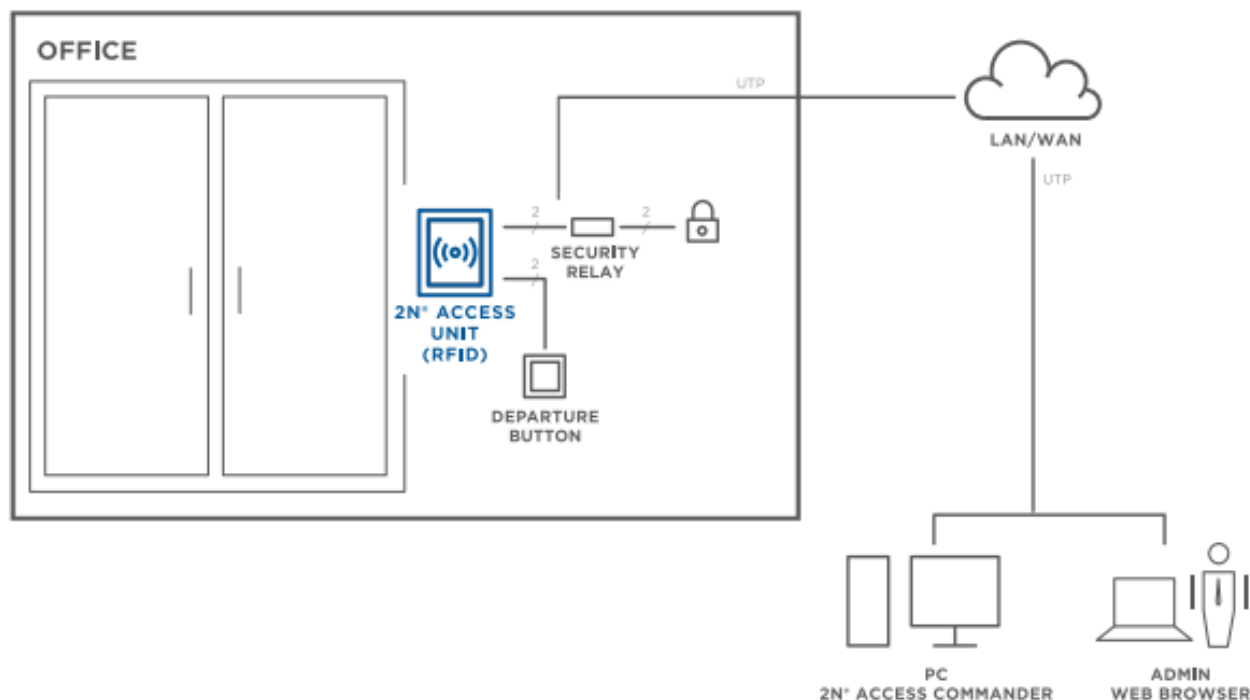 OFFICE
UTP
LAN/WAN
UTP
2
2
SECURITY
RELAY
2
2N® ACCESS
UNIT
(RFID)
DEPARTURE
BUTTON
PC
2N® ACCESS COMMANDER
ADMIN
WEB BROWSER